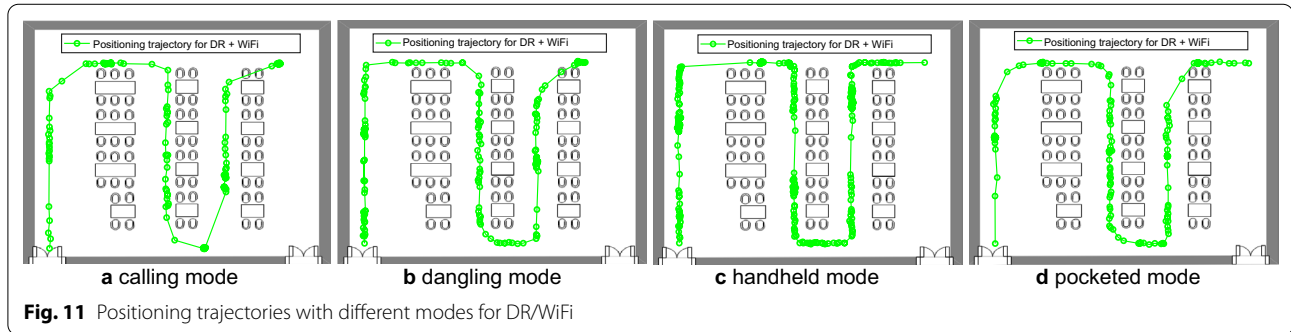 Positioning trajectory for DR + WiFi
Positioning trajectory for DR + WiFi
Positioning trajectory for DR + WiFi
Positioning trajectory for DR + WiFi
a calling mode
b dangling mode
c handheld mode
d pocketed mode
Fig. 11 Positioning trajectories with different modes for DR/WiFi